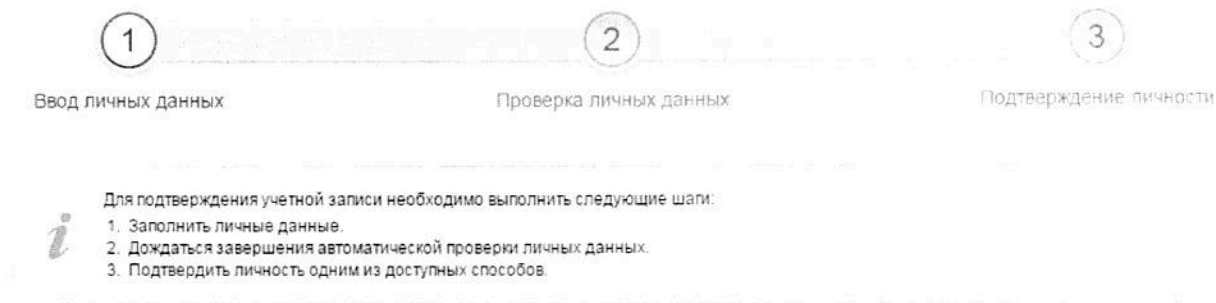 1 2 3
Ввод личных данных Проверка личных данных Подтверждение личности
Для подтверждения учетной записи необходимо выполнить следующие шаги:
1. Заполнить личные данные.
2. Дождаться завершения автоматической проверки личных данных.
3. Подтвердить личность одним из доступных способов.